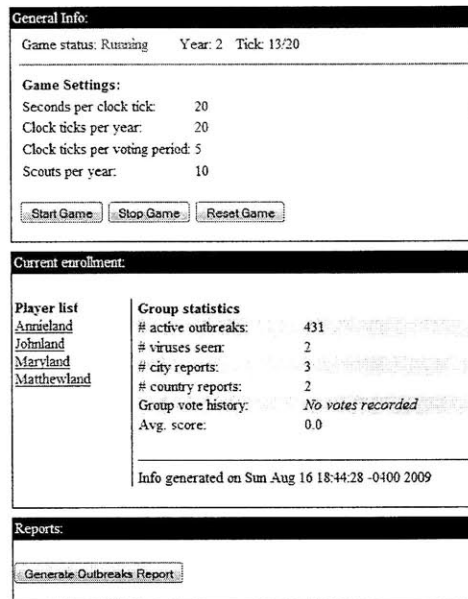 General Info:
Game status: Running Year: 2 Tick: 13/20
Game Settings:
Seconds per clock tick: 20
Clock ticks per year: 20
Clock ticks per voting period: 5
Scouts per year: 10
Start Game Stop Game Reset Game
Current enrollment:
Player list
Annieland
Johnland
Maryland
Matthewland
Group statistics
# active outbreaks: 431
# viruses seen: 2
# city reports: 3
# country reports: 2
Group vote history: No votes recorded
Avg. score: 0.0
Info generated on Sun Aug 16 18:44:28 -0400 2009
Reports:
Generate Outbreaks Report